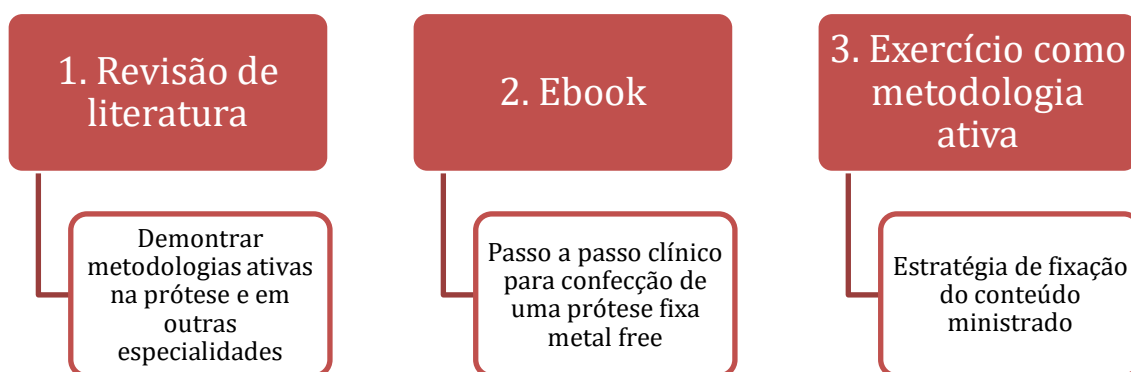 1. Revisão de
literatura
Demontrar
metodologias ativas
na prótese e em
outras
especialidades
2. Ebook
Passo a passo clínico
para confecção de
uma prótese fixa
metal free
3. Exercício como
metodologia
ativa
Estratégia de fixação
do conteúdo
ministrado